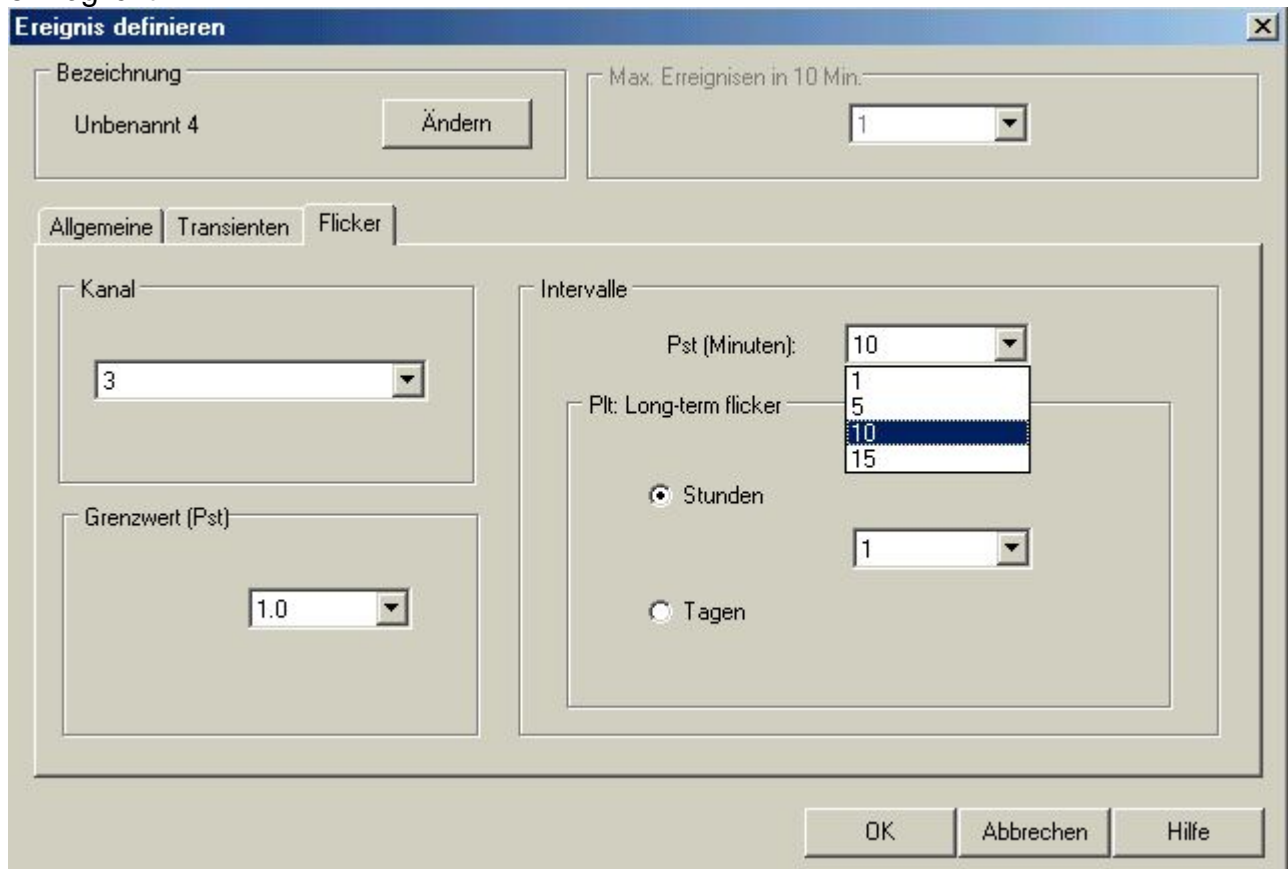 Ereignis definieren
Bezeichnung
Unbenannt 4
Ändern
Max. Erreignisen in 10 Min.
1
Allgemeine
Transienten
Flicker
Kanal
3
Grenzwert (Pst)
1.0
Intervalle
Pst (Minuten):
10
1
5
10
15
Plt: Long-term flicker
Stunden
1
Tagen
OK
Abbrechen
Hilfe